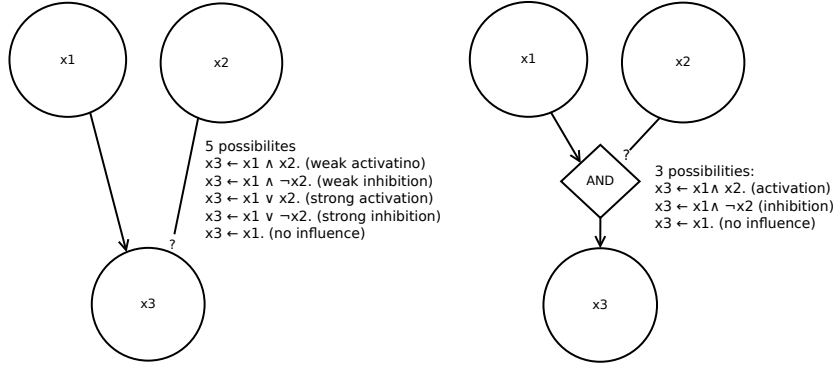 x1
x2
5 possibilites
x3 ← x1 ∧ x2. (weak activatino)
x3 ← x1 ∧ ¬x2. (weak inhibition)
x3 ← x1 ∨ x2. (strong activation)
x3 ← x1 ∨ ¬x2. (strong inhibition)
x3 ← x1. (no influence)
?
x3
x1
x2
?
AND
3 possibilities:
x3 ← x1∧ x2. (activation)
x3 ← x1∧ ¬x2 (inhibition)
x3 ← x1. (no influence)
x3